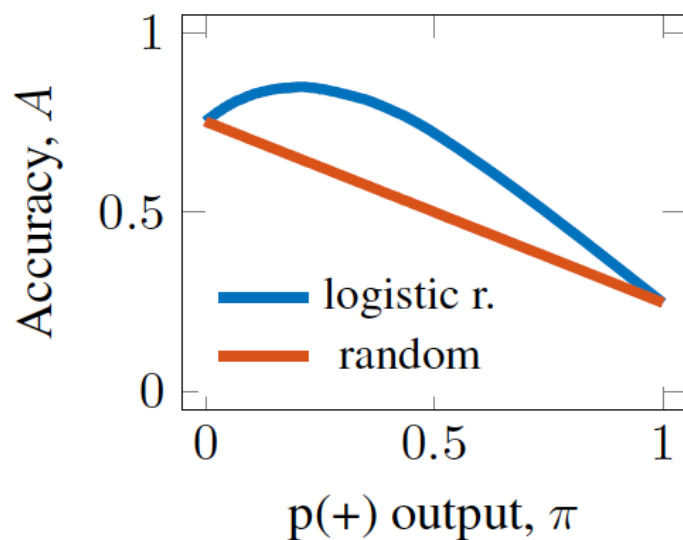 1
0.5
0
Accuracy, A
logistic r.
random
0 0.5 1
p(+) output, π